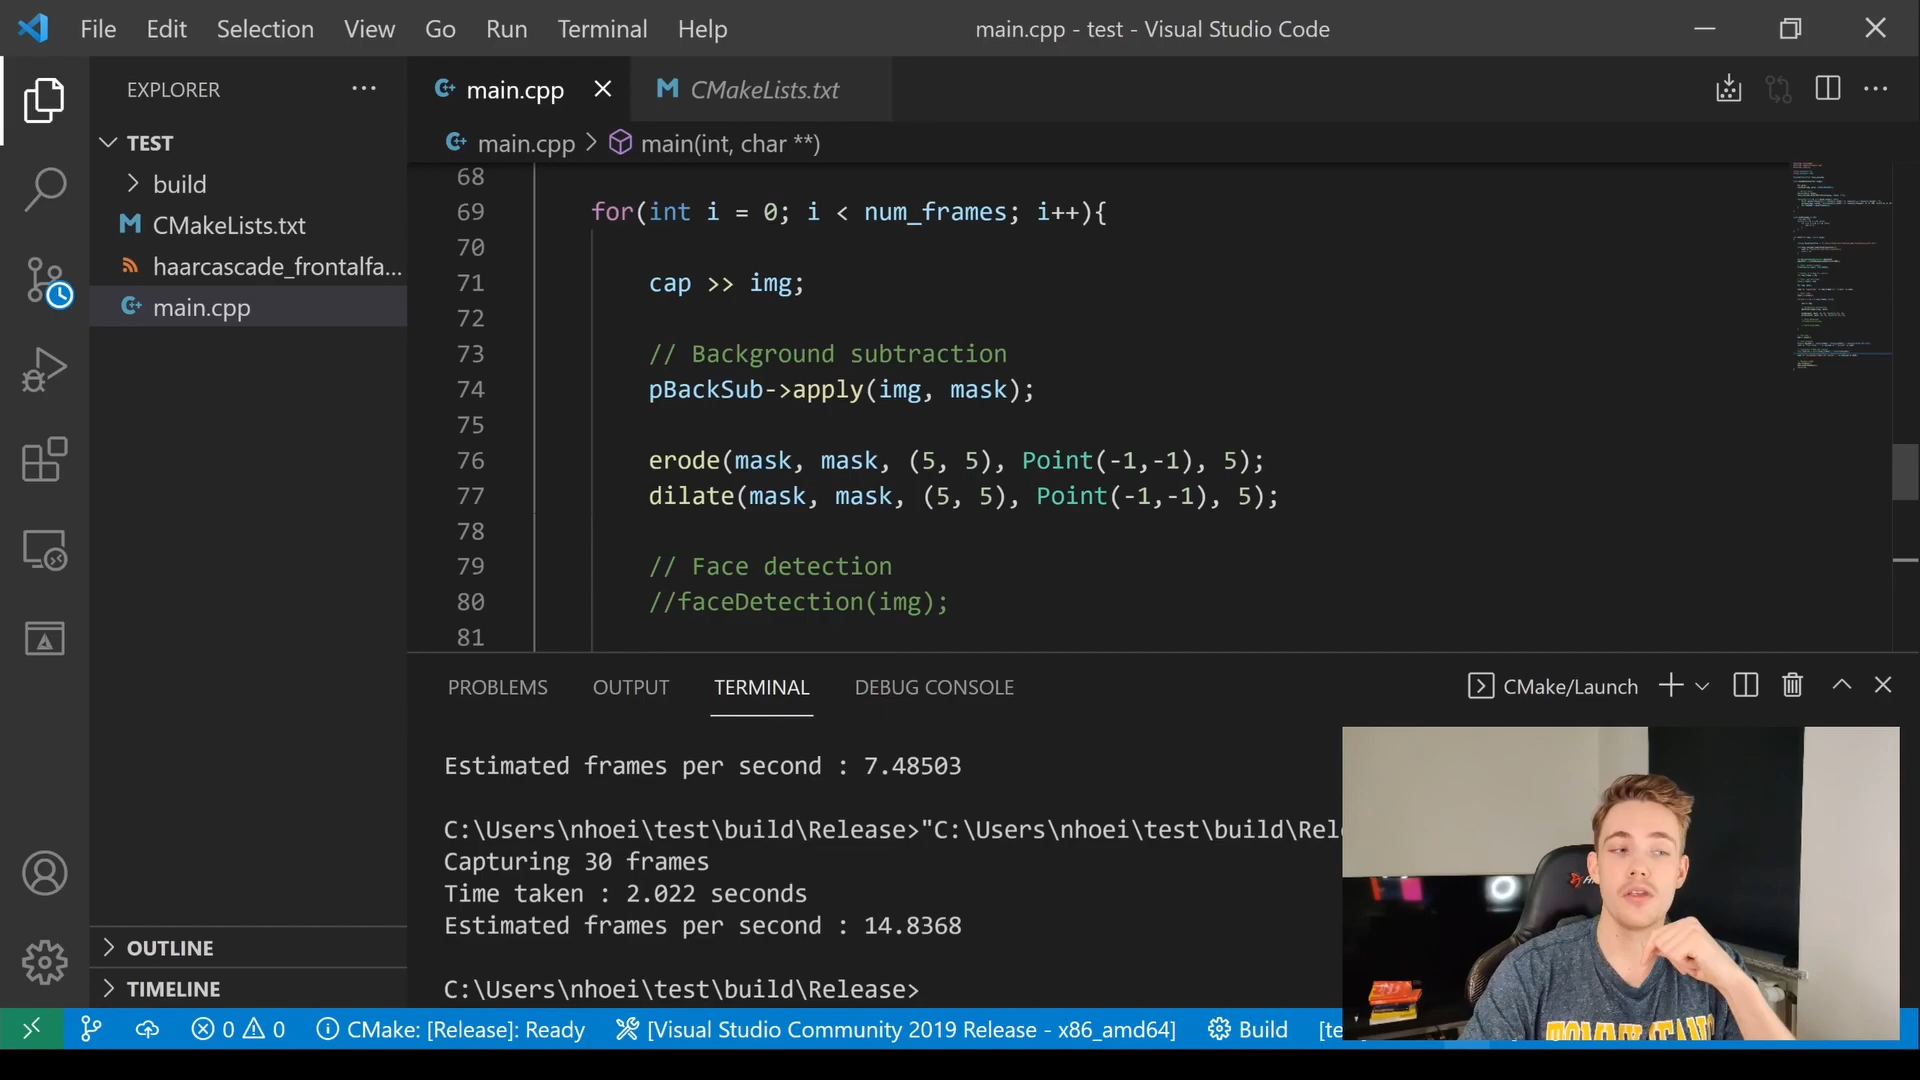 File Edit Selection View Go Run Terminal Help
main.cpp - test - Visual Studio Code
EXPLORER
main.cpp
CMakeLists.txt
main.cpp > main(int, char **)
TEST
build
CMakeLists.txt
haarcascade_frontalfa...
main.cpp
68
69 for(int i = 0; i < num_frames; i++){
70
71 cap >> img;
72
73 // Background subtraction
74 pBackSub->apply(img, mask);
75
76 erode(mask, mask, (5, 5), Point(-1,-1), 5);
77 dilate(mask, mask, (5, 5), Point(-1,-1), 5);
78
79 // Face detection
80 //faceDetection(img);
81
PROBLEMS OUTPUT TERMINAL DEBUG CONSOLE
CMake/Launch
Estimated frames per second : 7.48503
C:\Users\nhoei\test\build\Release>"C:\Users\nhoei\test\build\Rel
Capturing 30 frames
Time taken : 2.022 seconds
Estimated frames per second : 14.8368
C:\Users\nhoei\test\build\Release>
OUTLINE
TIMELINE
0 0 CMake: [Release]: Ready [Visual Studio Community 2019 Release - x86_amd64] Build [te